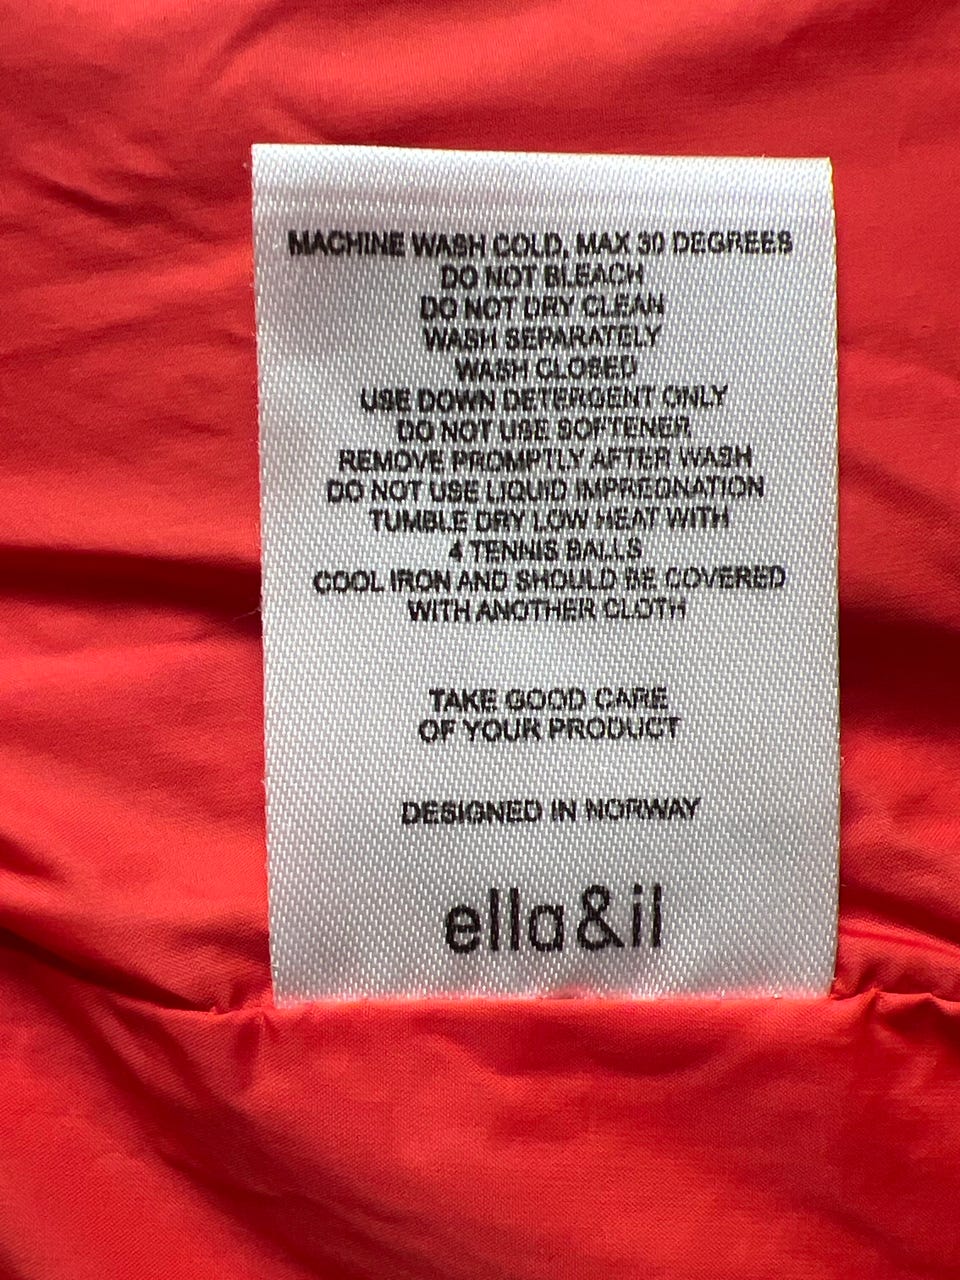 MACHINE WASH COLD, MAX 30 DEGREES
DO NOT BLEACH
DO NOT DRY CLEAN
WASH SEPARATELY
WASH CLOSED
USE DOWN DETERGENT ONLY
DO NOT USE SOFTENER
REMOVE PROMPTLY AFTER WASH
DO NOT USE LIQUID IMPREGNATION
TUMBLE DRY LOW HEAT WITH
4 TENNIS BALLS
COOL IRON AND SHOULD BE COVERED
WITH ANOTHER CLOTH
TAKE GOOD CARE
OF YOUR PRODUCT
DESIGNED IN NORWAY
ella&il